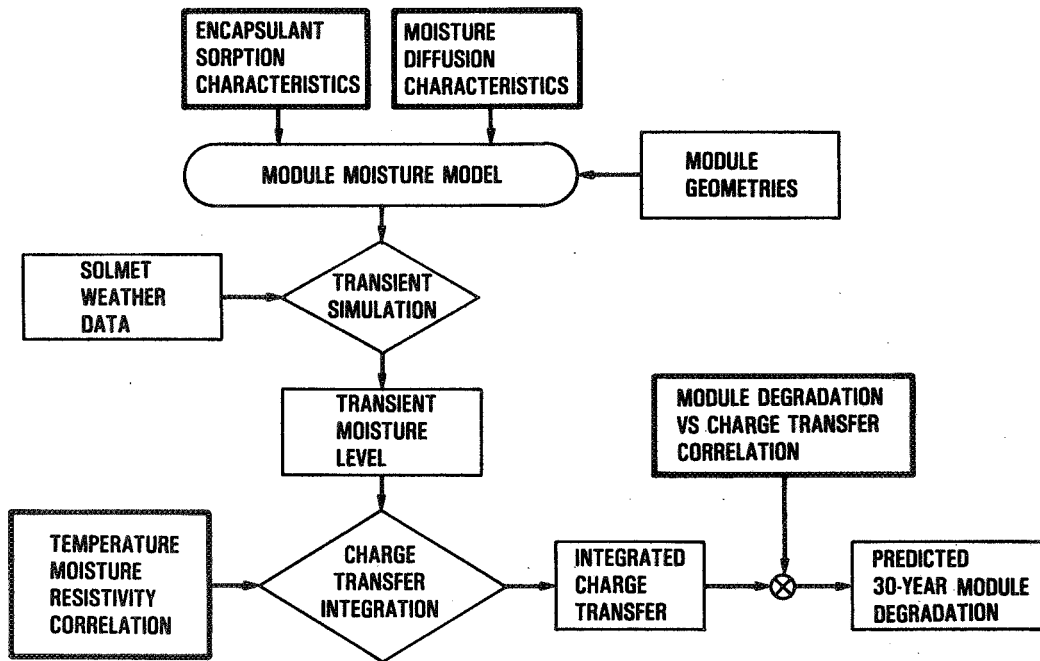 ENCAPSULANT
SORPTION
CHARACTERISTICS
MOISTURE
DIFFUSION
CHARACTERISTICS
MODULE MOISTURE MODEL
MODULE
GEOMETRIES
SOLMET
WEATHER
DATA
TRANSIENT
SIMULATION
TRANSIENT
MOISTURE
LEVEL
MODULE DEGRADATION
VS CHARGE TRANSFER
CORRELATION
TEMPERATURE
MOISTURE
RESISTIVITY
CORRELATION
CHARGE
TRANSFER
INTEGRATION
INTEGRATED
CHARGE
TRANSFER
PREDICTED
30-YEAR MODULE
DEGRADATION